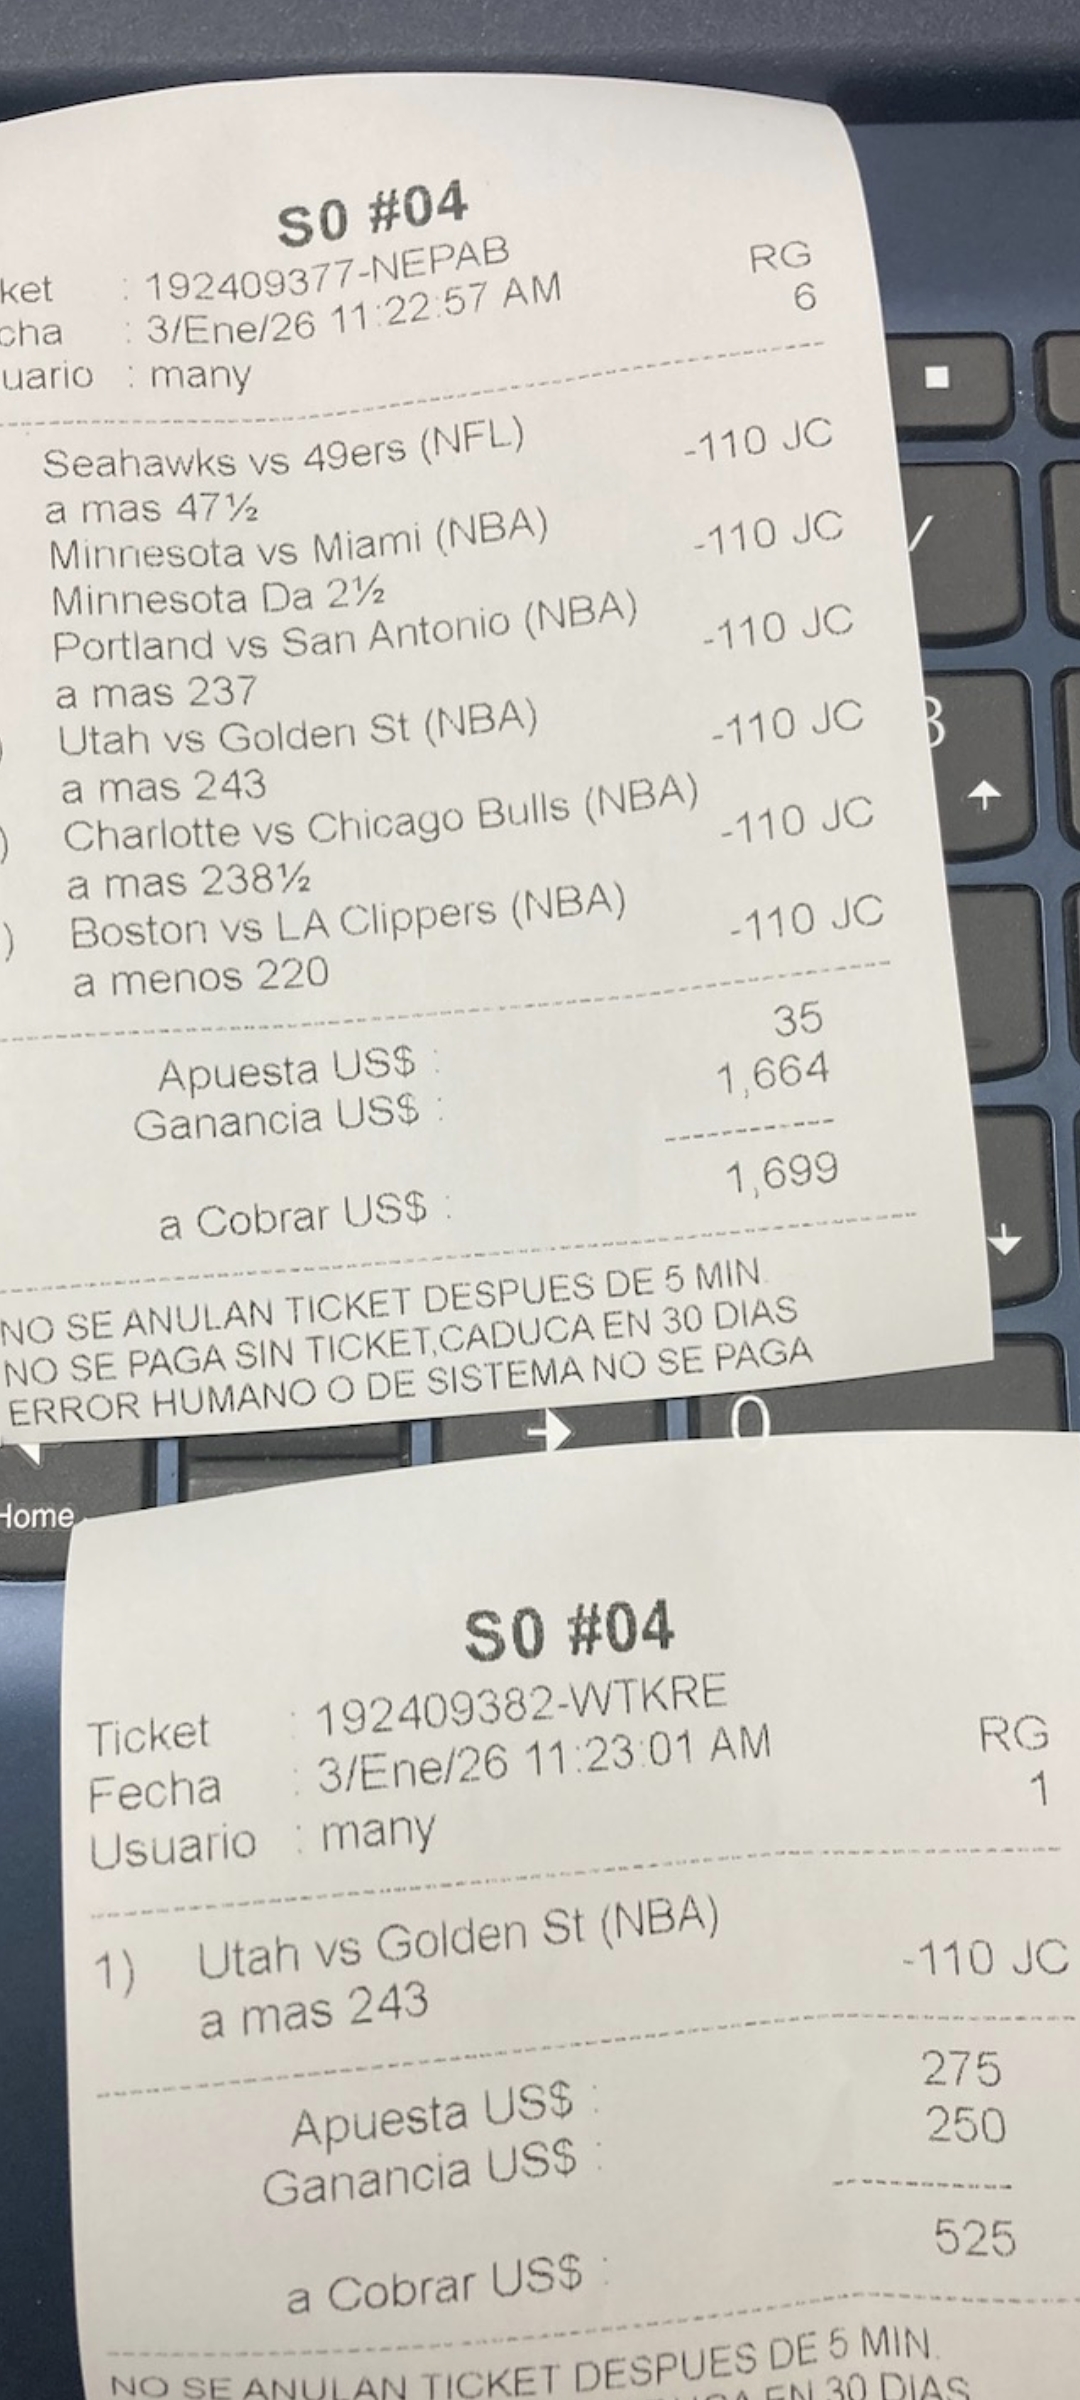 S0 #04
ket : 192409377-NEPAB RG
cha : 3/Ene/26 11:22:57 AM 6
uario : many
Seahawks vs 49ers (NFL) -110 JC
a mas 47½
Minnesota vs Miami (NBA) -110 JC
Minnesota Da 2½
Portland vs San Antonio (NBA) -110 JC
a mas 237
) Utah vs Golden St (NBA) -110 JC
a mas 243
) Charlotte vs Chicago Bulls (NBA) -110 JC
a mas 238½
) Boston vs LA Clippers (NBA) -110 JC
a menos 220
Apuesta US$ : 35
Ganancia US$ : 1,664
a Cobrar US$ : 1,699
NO SE ANULAN TICKET DESPUES DE 5 MIN.
NO SE PAGA SIN TICKET,CADUCA EN 30 DIAS
ERROR HUMANO O DE SISTEMA NO SE PAGA
0
Home
S0 #04
Ticket : 192409382-WTKRE
Fecha : 3/Ene/26 11:23:01 AM RG
Usuario : many 1
1) Utah vs Golden St (NBA) -110 JC
a mas 243
Apuesta US$ : 275
Ganancia US$ : 250
a Cobrar US$ : 525
NO SE ANULAN TICKET DESPUES DE 5 MIN.
EN 30 DIAS